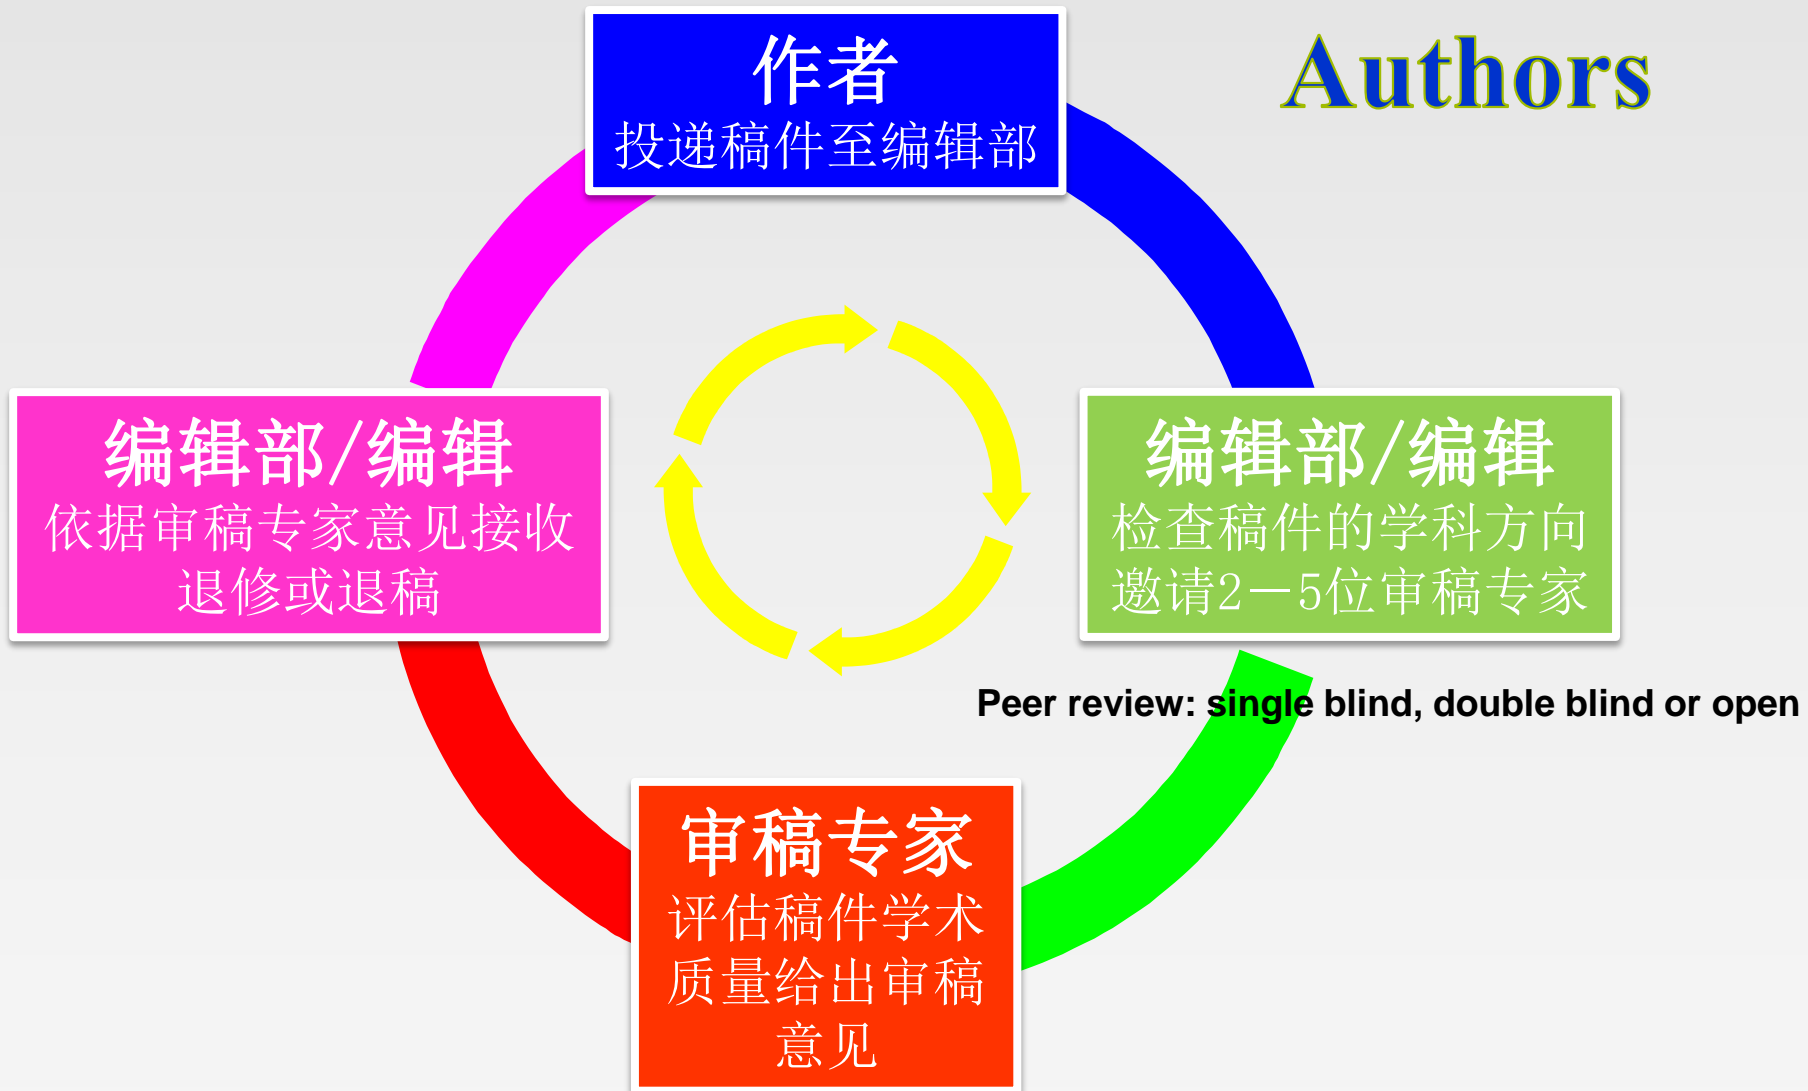 Authors
作者
投递稿件至编辑部
编辑部/编辑
检查稿件的学科方向
邀请2－5位审稿专家
Peer review: single blind, double blind or open
审稿专家
评估稿件学术
质量给出审稿
意见
编辑部/编辑
依据审稿专家意见接收
退修或退稿